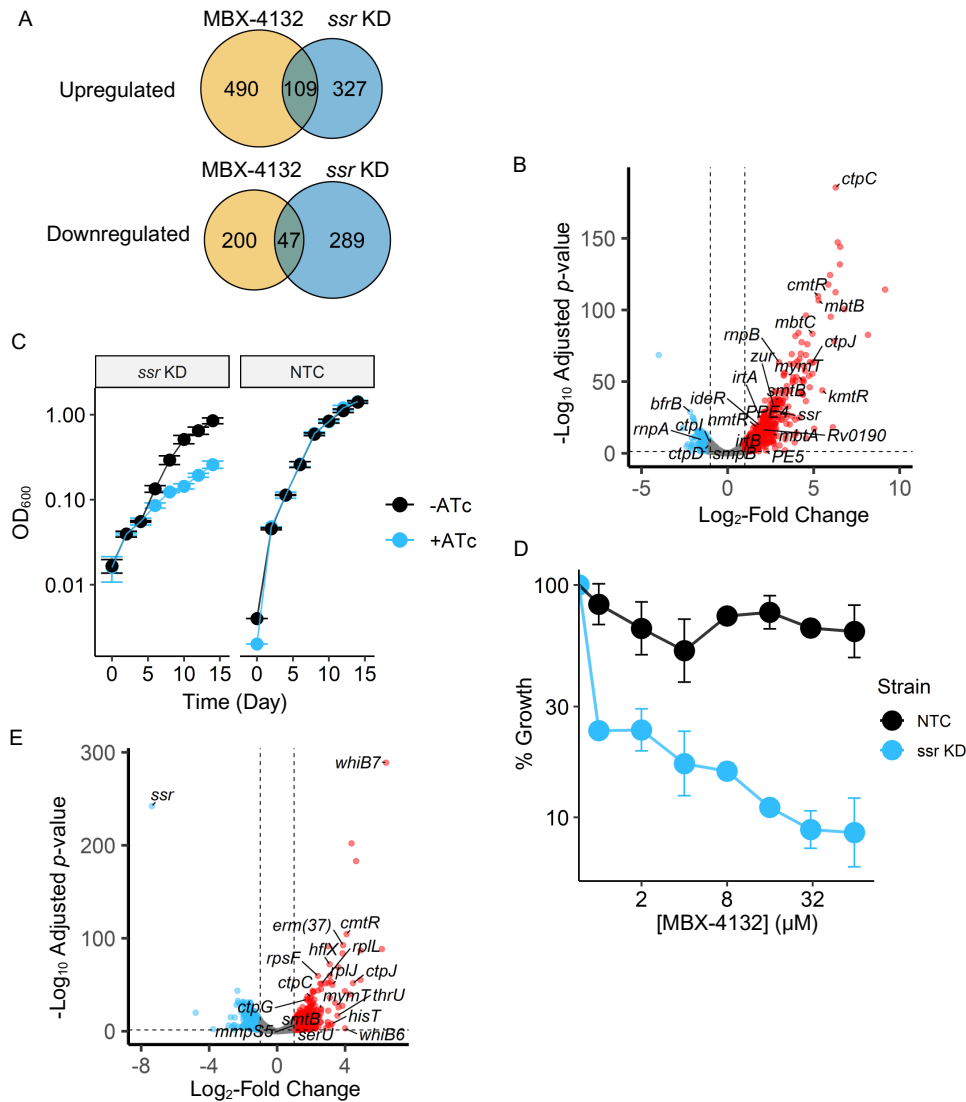 A
MBX-4132 ssr KD
Upregulated
490 109 327
MBX-4132 ssr KD
Downregulated
200 47 289
B
-Log10 Adjusted p-value
150
100
50
0
-5 0 5 10
Log2-Fold Change
ctpC
cmtR
mbtB
mbtC
rnpB
ctpJ
zur
mymT
irtA
smtB
kmtR
ideR
bfrB
PPE4
ssr
nmtR
ctpI
rnpA
mbtA
Rv0190
irtB
ctpD
smpB
PE5
C
ssr KD
NTC
OD600
1.00
0.10
0.01
0 5 10 15
0 5 10 15
Time (Day)
-ATc
+ATc
D
% Growth
100
30
10
2 8 32
[MBX-4132] (µM)
Strain
NTC
ssr KD
E
-Log10 Adjusted p-value
300
200
100
0
-8 -4 0 4
Log2-Fold Change
whiB7
ssr
erm(37)
cmtR
hflX
rplL
rpsF
rplJ
ctpJ
ctpC
ctpG
mymT
thrU
smtB
hisT
mmpS5
serU
whiB6